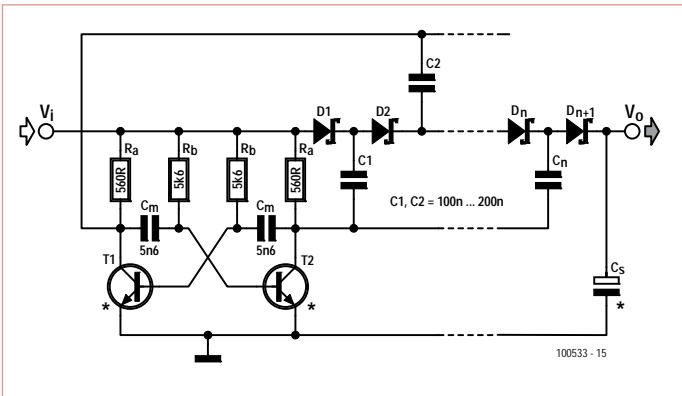 C2
Vi
D1
D2
Dn
Dn+1
Vo
Ra
Rb
Rb
Ra
560R
5k6
5k6
560R
C1
Cn
Cm
Cm
C1, C2 = 100n ... 200n
5n6
5n6
T1
T2
Cs
*
*
*
100533 - 15